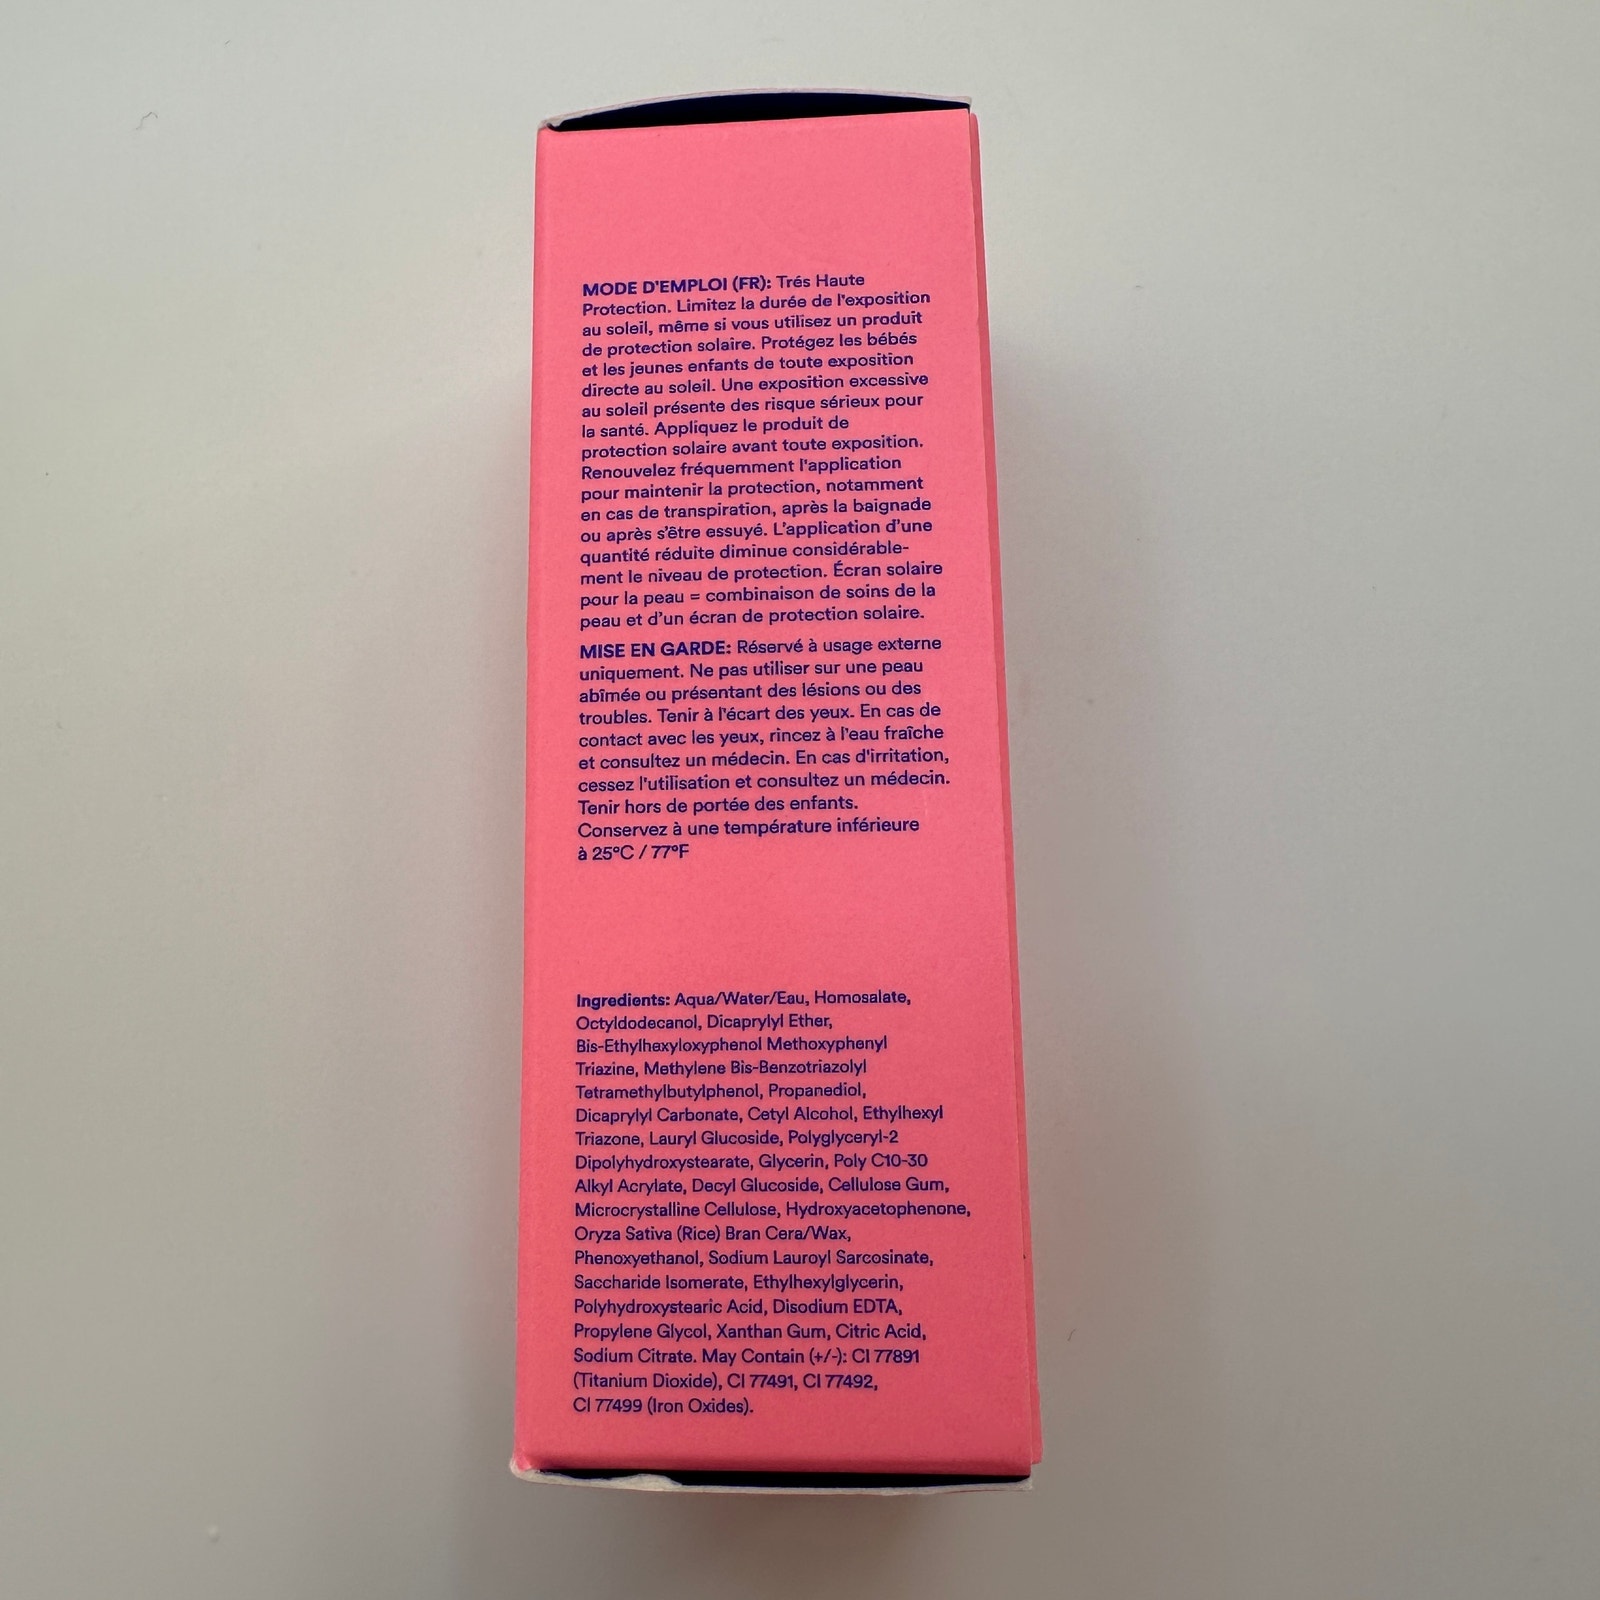 MODE D'EMPLOI (FR): Trés Haute
Protection. Limitez la durée de l'exposition
au soleil, même si vous utilisez un produit
de protection solaire. Protégez les bébés
et les jeunes enfants de toute exposition
directe au soleil. Une exposition excessive
au soleil présente des risque sérieux pour
la santé. Appliquez le produit de
protection solaire avant toute exposition.
Renouvelez fréquemment l'application
pour maintenir la protection, notamment
en cas de transpiration, après la baignade
ou après s'être essuyé. L'application d'une
quantité réduite diminue considérable-
ment le niveau de protection. Écran solaire
pour la peau = combinaison de soins de la
peau et d'un écran de protection solaire.
MISE EN GARDE: Réservé à usage externe
uniquement. Ne pas utiliser sur une peau
abîmée ou présentant des lésions ou des
troubles. Tenir à l'écart des yeux. En cas de
contact avec les yeux, rincez à l'eau fraîche
et consultez un médecin. En cas d'irritation,
cessez l'utilisation et consultez un médecin.
Tenir hors de portée des enfants.
Conservez à une température inférieure
à 25°C / 77°F
Ingredients: Aqua/Water/Eau, Homosalate,
Octyldodecanol, Dicaprylyl Ether,
Bis-Ethylhexyloxyphenol Methoxyphenyl
Triazine, Methylene Bis-Benzotriazolyl
Tetramethylbutylphenol, Propanediol,
Dicaprylyl Carbonate, Cetyl Alcohol, Ethylhexyl
Triazone, Lauryl Glucoside, Polyglyceryl-2
Dipolyhydroxystearate, Glycerin, Poly C10-30
Alkyl Acrylate, Decyl Glucoside, Cellulose Gum,
Microcrystalline Cellulose, Hydroxyacetophenone,
Oryza Sativa (Rice) Bran Cera/Wax,
Phenoxyethanol, Sodium Lauroyl Sarcosinate,
Saccharide Isomerate, Ethylhexylglycerin,
Polyhydroxystearic Acid, Disodium EDTA,
Propylene Glycol, Xanthan Gum, Citric Acid,
Sodium Citrate. May Contain (+/-): CI 77891
(Titanium Dioxide), CI 77491, CI 77492,
CI 77499 (Iron Oxides).